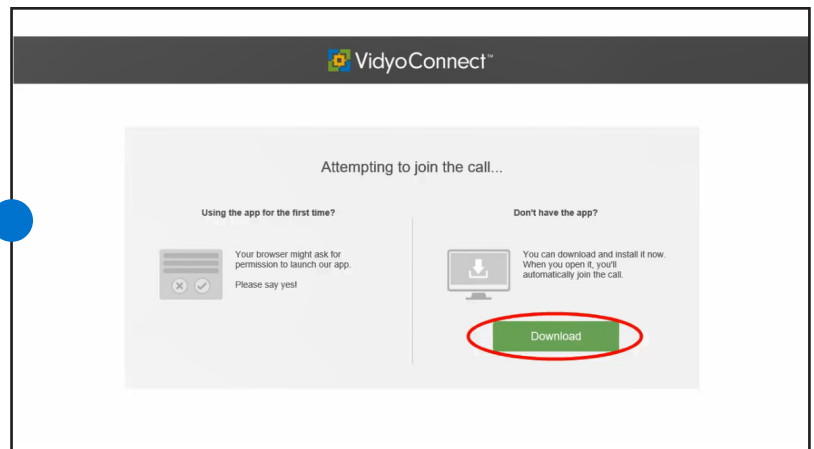 VidyoConnect™
Attempting to join the call...
Using the app for the first time?
Your browser might ask for
permission to launch our app.
Please say yes!
Don't have the app?
You can download and install it now.
When you open it, you'll
automatically join the call.
Download